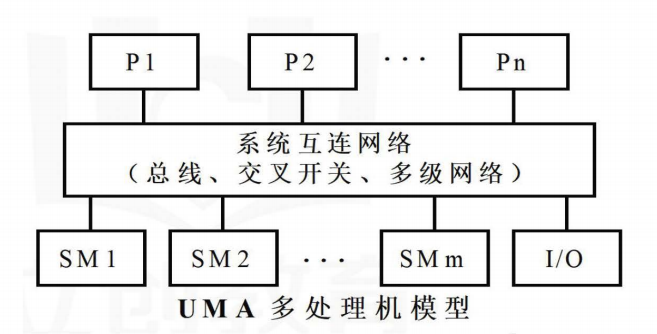 P1 P2 ··· Pn
系统互连网络
（总线、交叉开关、多级网络）
SM1 SM2 ··· SMm I/O
UMA 多处理机模型